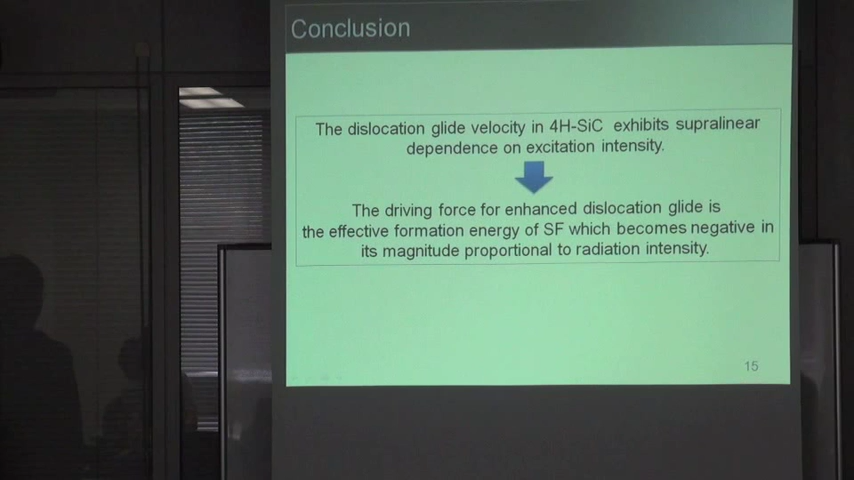 Conclusion
The dislocation glide velocity in 4H-SiC exhibits supralinear
dependence on excitation intensity.
The driving force for enhanced dislocation glide is
the effective formation energy of SF which becomes negative in
its magnitude proportional to radiation intensity.
15